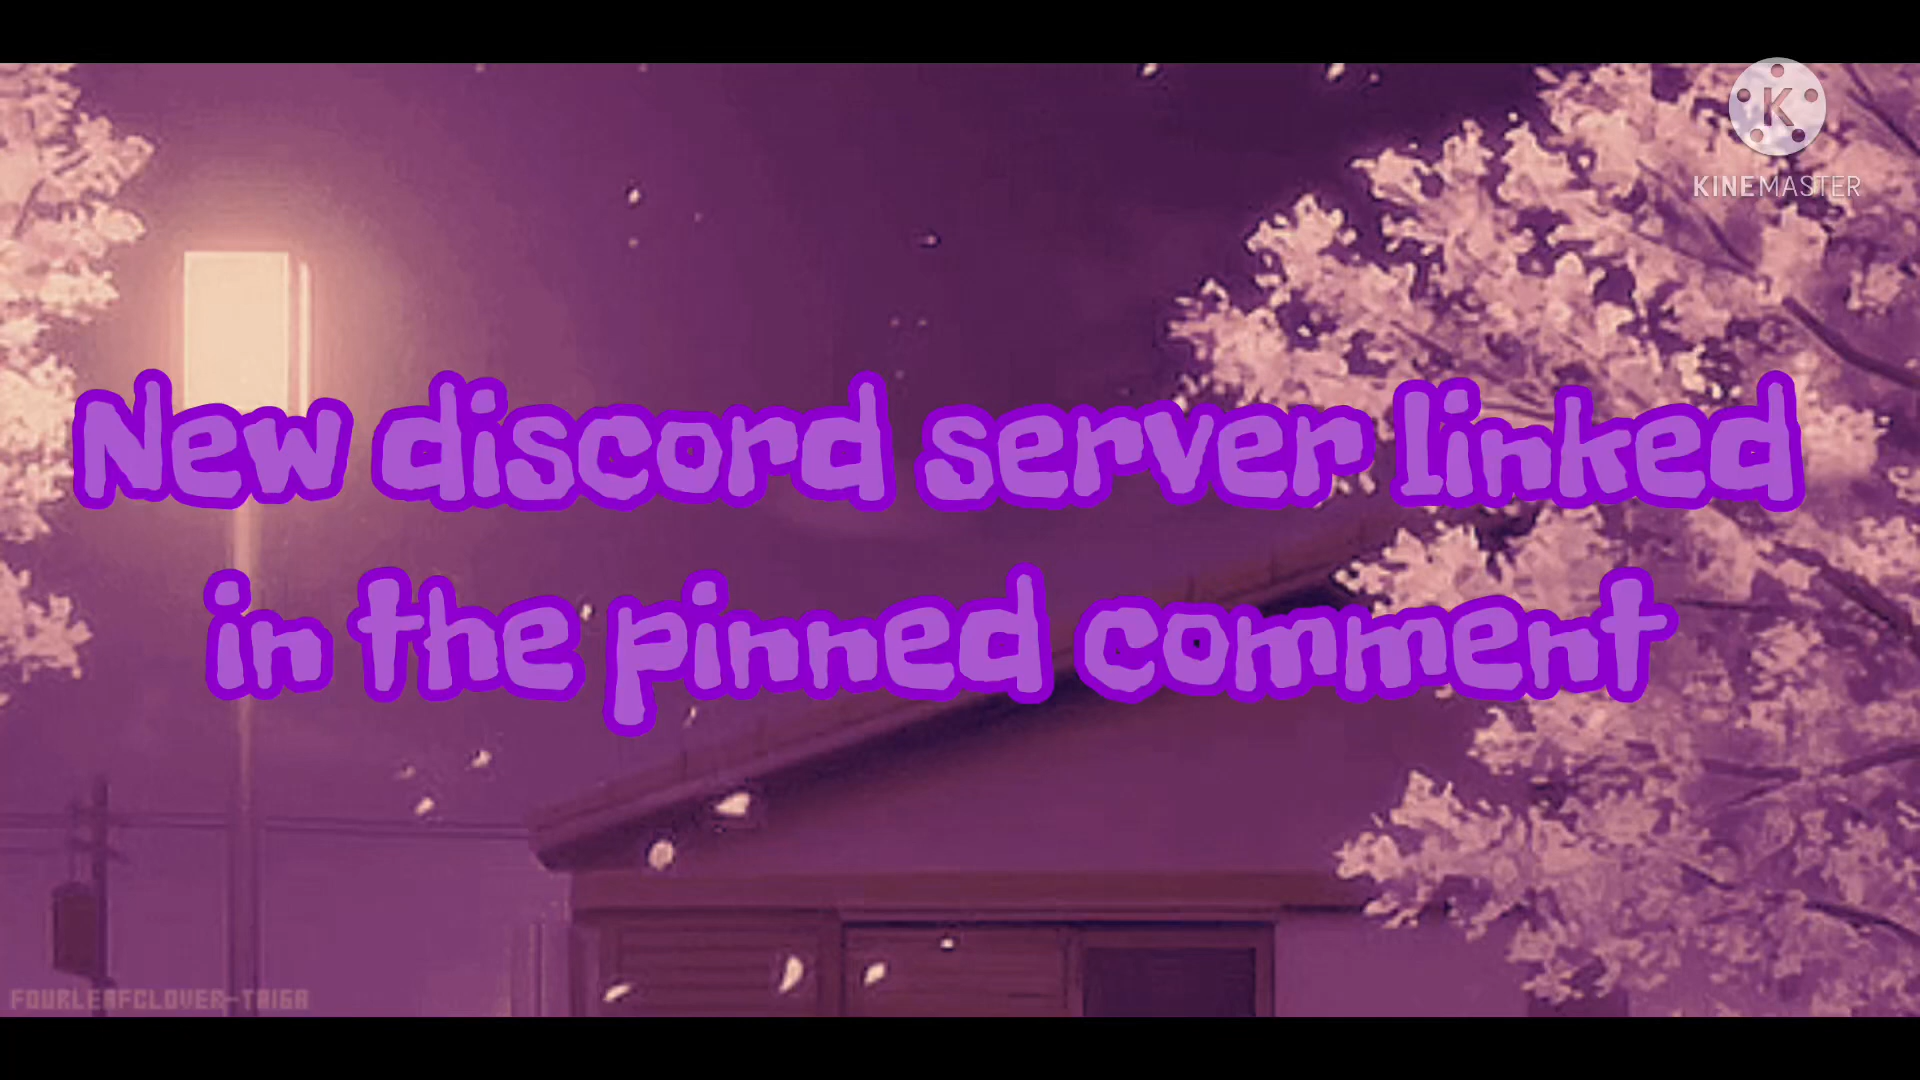 KINEMASTER
New discord server linked
in the pinned comment
FOURLEAFCLOVER-TAIGA